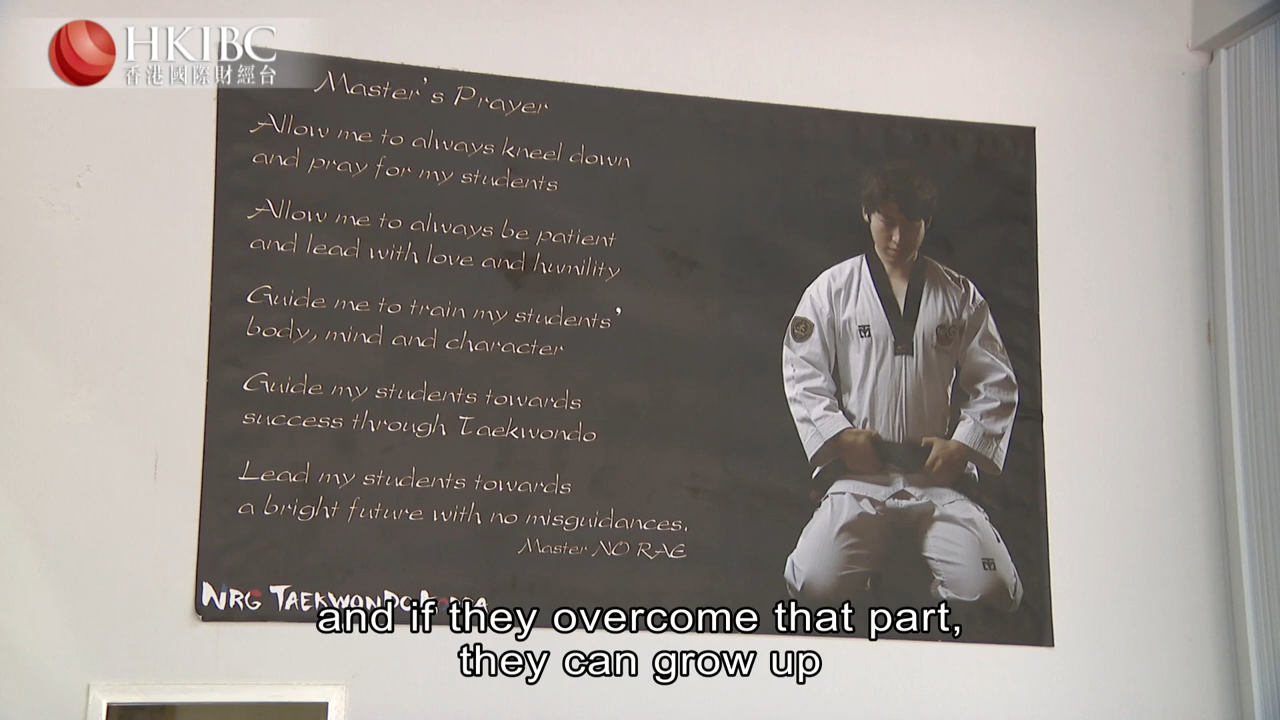 HKIBC
香港國際財經台
Master's Prayer
Allow me to always kneel down
and pray for my students
Allow me to always be patient
and lead with love and humility
Guide me to train my students'
body, mind and character
Guide my students towards
success through Taekwondo
Lead my students towards
a bright future with no misguidances.
Master NO RAE
NRG TAEKWONDO KOREA
and if they overcome that part,
they can grow up